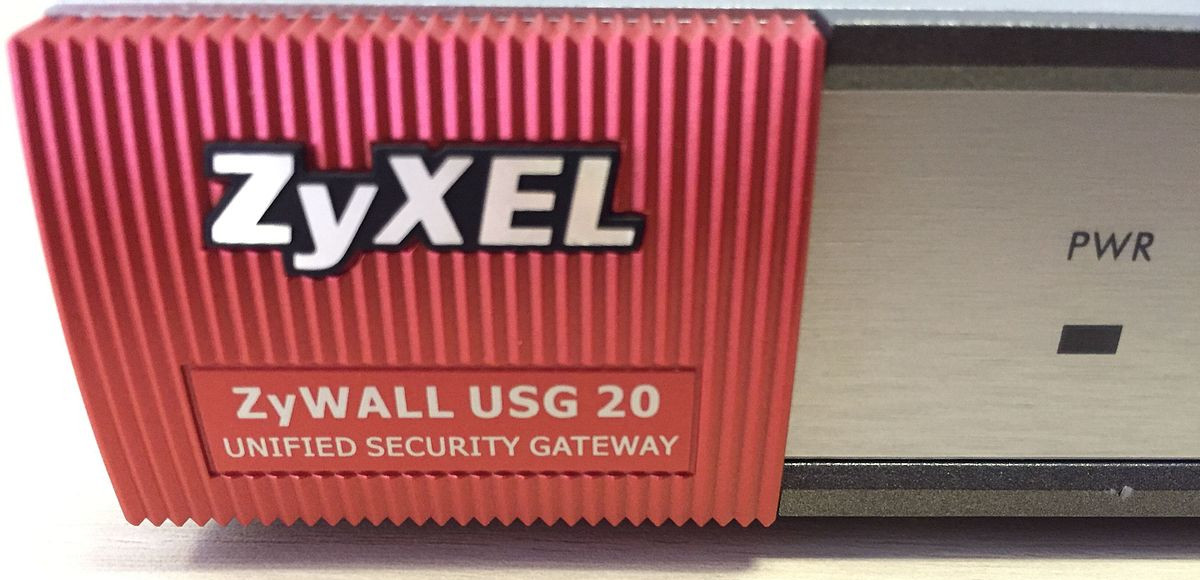 ZyXEL
ZyWALL USG 20
UNIFIED SECURITY GATEWAY
PWR